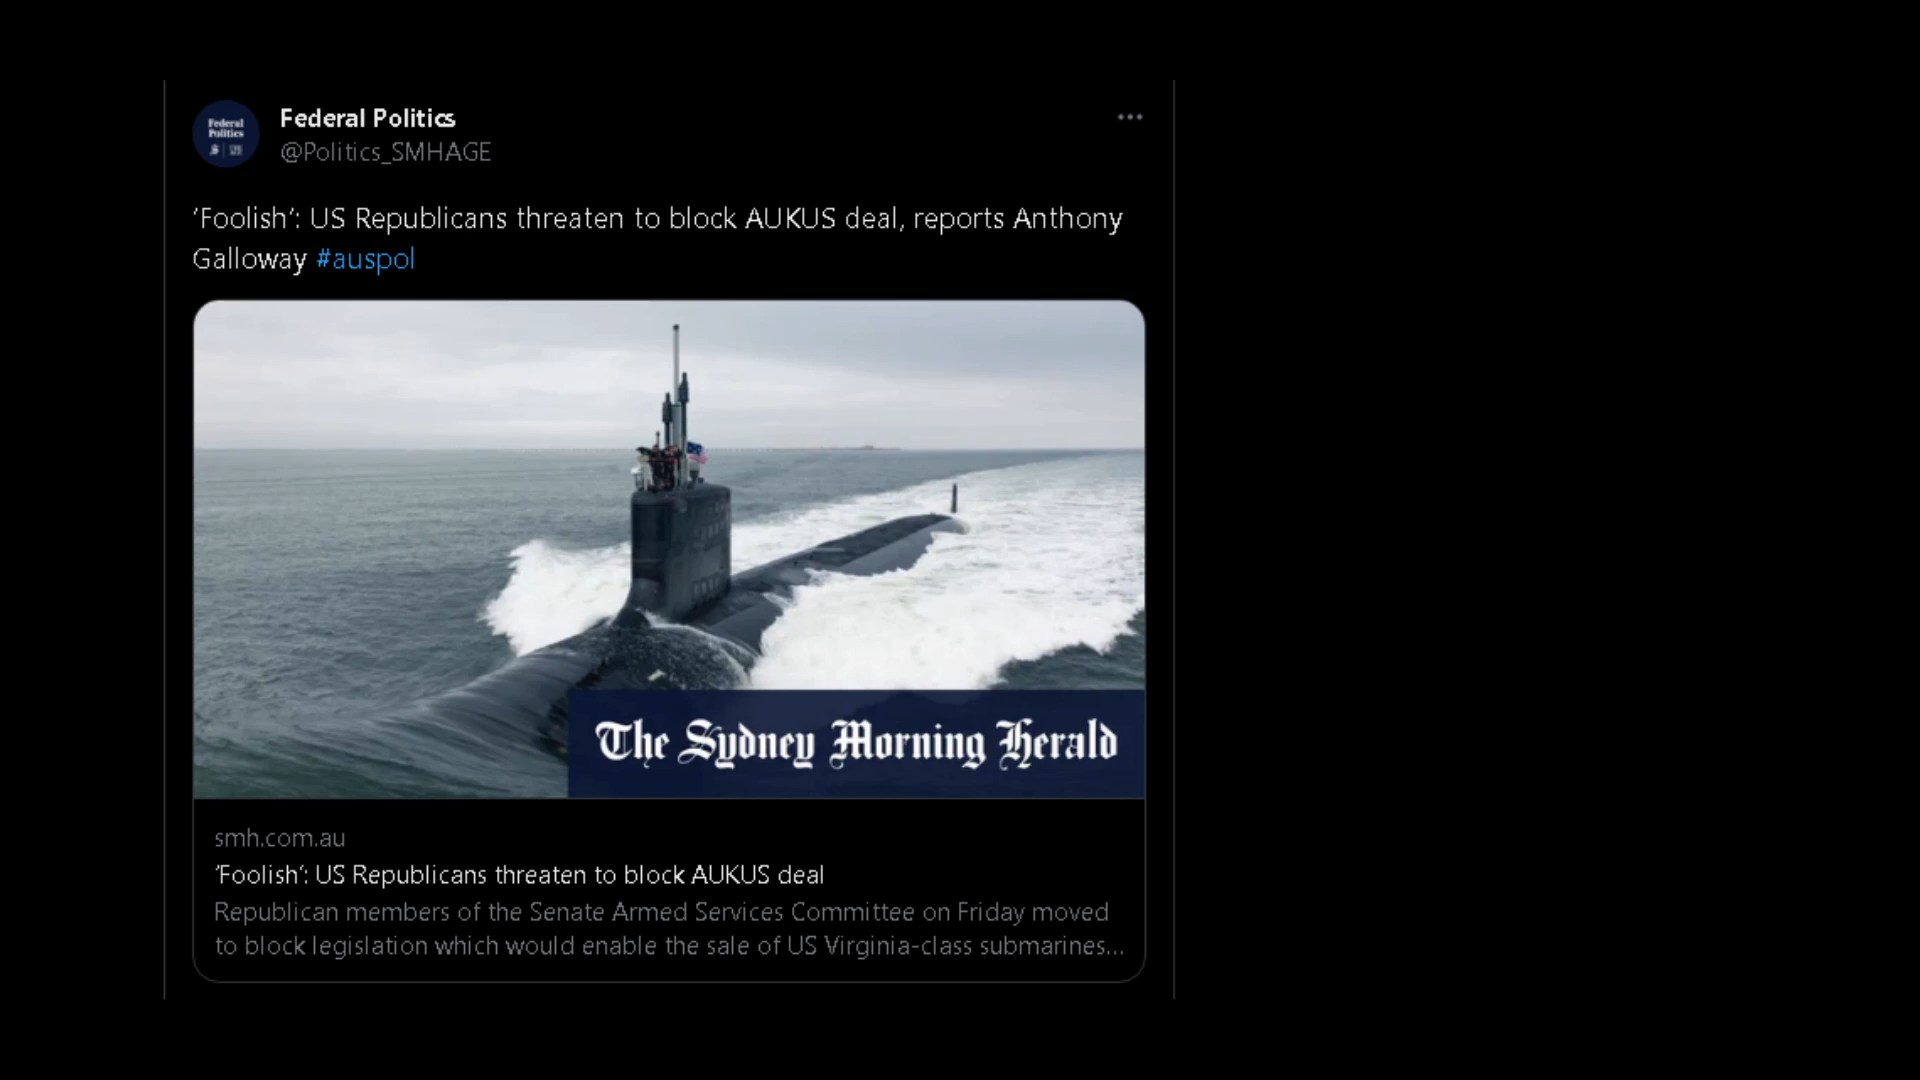 Federal Politics
Federal
Politics
@Politics_SMHAGE
‘Foolish’: US Republicans threaten to block AUKUS deal, reports Anthony
Galloway #auspol
The Sydney Morning Herald
smh.com.au
‘Foolish’: US Republicans threaten to block AUKUS deal
Republican members of the Senate Armed Services Committee on Friday moved
to block legislation which would enable the sale of US Virginia-class submarines...